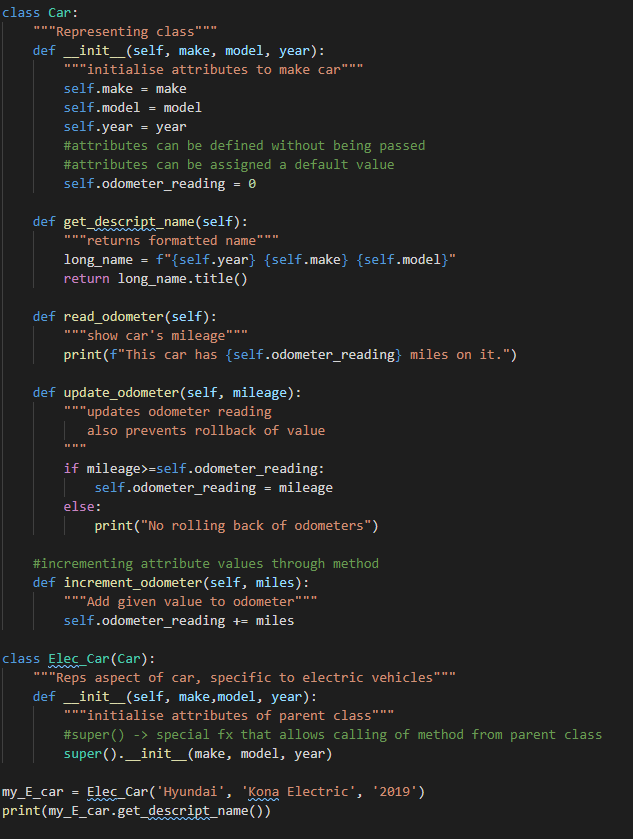 class Car:
    """Representing class"""
    def __init__(self, make, model, year):
        """initialise attributes to make car"""
        self.make = make
        self.model = model
        self.year = year
        #attributes can be defined without being passed
        #attributes can be assigned a default value
        self.odometer_reading = 0

    def get_descript_name(self):
        """returns formatted name"""
        long_name = f"{self.year} {self.make} {self.model}"
        return long_name.title()

    def read_odometer(self):
        """show car's mileage"""
        print(f"This car has {self.odometer_reading} miles on it.")

    def update_odometer(self, mileage):
        """updates odometer reading
           also prevents rollback of value
        """
        if mileage>=self.odometer_reading:
            self.odometer_reading = mileage
        else:
            print("No rolling back of odometers")

    #incrementing attribute values through method
    def increment_odometer(self, miles):
        """Add given value to odometer"""
        self.odometer_reading += miles

class Elec_Car(Car):
    """Reps aspect of car, specific to electric vehicles"""
    def __init__(self, make,model, year):
        """initialise attributes of parent class"""
        #super() -> special fx that allows calling of method from parent class
        super().__init__(make, model, year)

my_E_car = Elec_Car('Hyundai', 'Kona Electric', '2019')
print(my_E_car.get_descript_name())